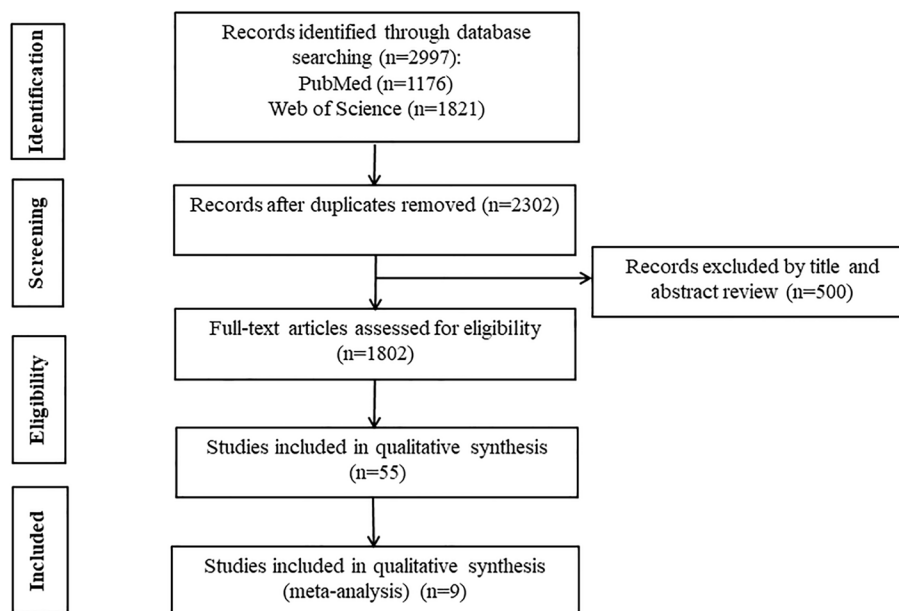 Identification
Records identified through database
searching (n=2997):
PubMed (n=1176)
Web of Science (n=1821)
Screening
Records after duplicates removed (n=2302)
Records excluded by title and
abstract review (n=500)
Full-text articles assessed for eligibility
(n=1802)
Eligibility
Studies included in qualitative synthesis
(n=55)
Included
Studies included in qualitative synthesis
(meta-analysis) (n=9)